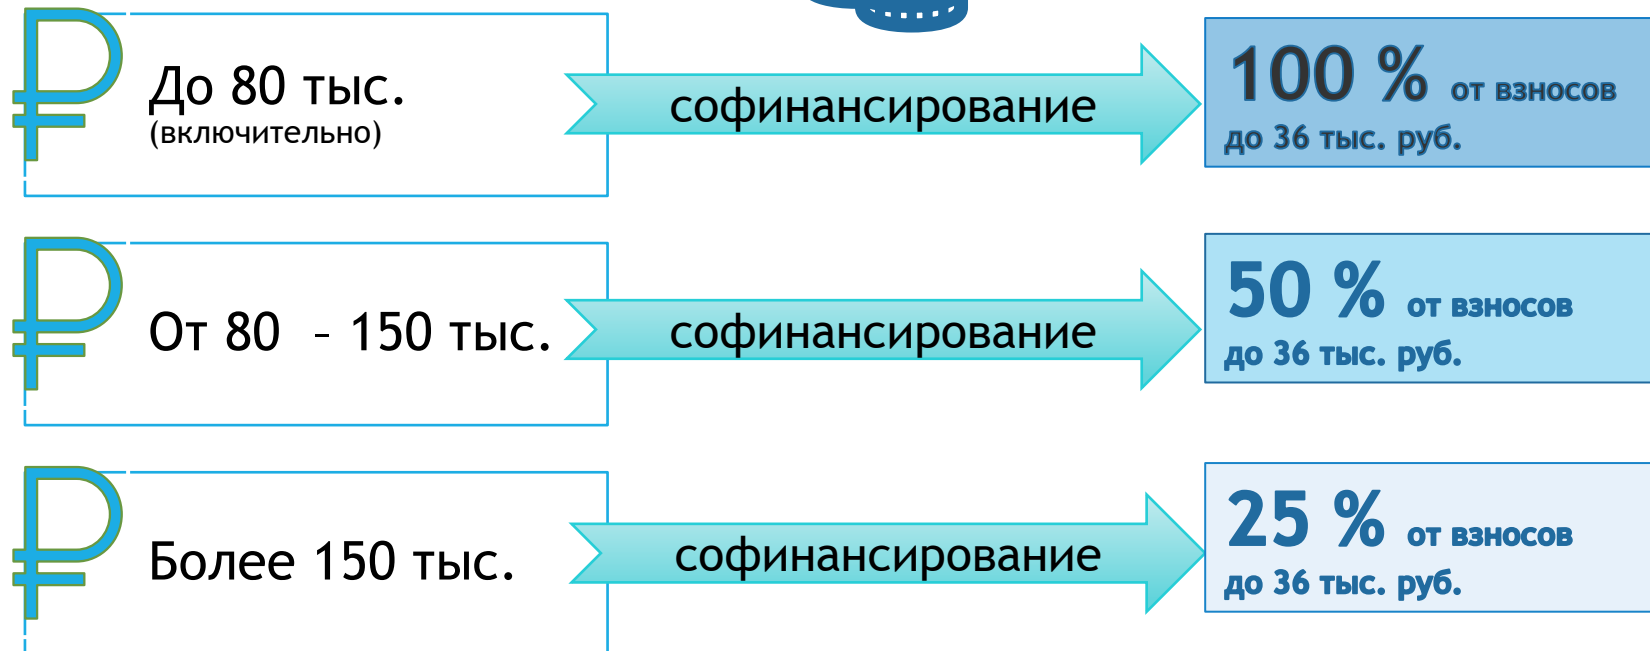 До 80 тыс.
(включительно)
софинансирование
100 % от взносов
до 36 тыс. руб.
От 80 – 150 тыс.
софинансирование
50 % от взносов
до 36 тыс. руб.
Более 150 тыс.
софинансирование
25 % от взносов
до 36 тыс. руб.